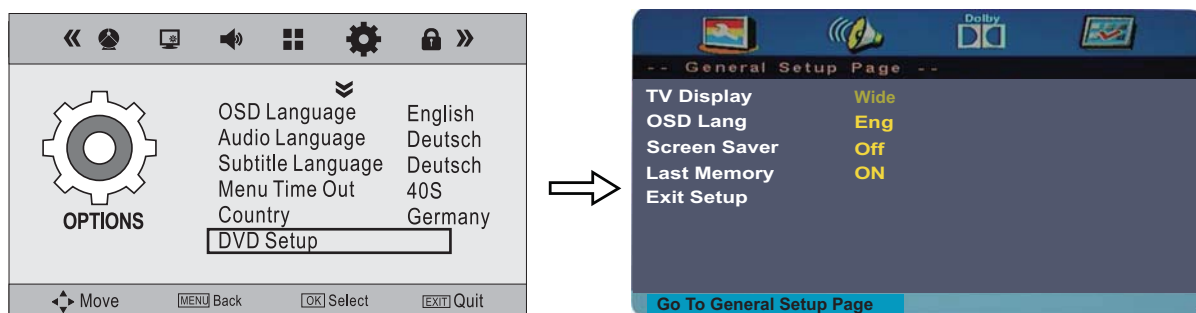 OSD Language English
Audio Language Deutsch
Subtitle Language Deutsch
Menu Time Out 40S
Country Germany
DVD Setup
OPTIONS
Move MENU Back OK Select EXIT Quit
Dolby
-- General Setup Page --
TV Display Wide
OSD Lang Eng
Screen Saver Off
Last Memory ON
Exit Setup
Go To General Setup Page